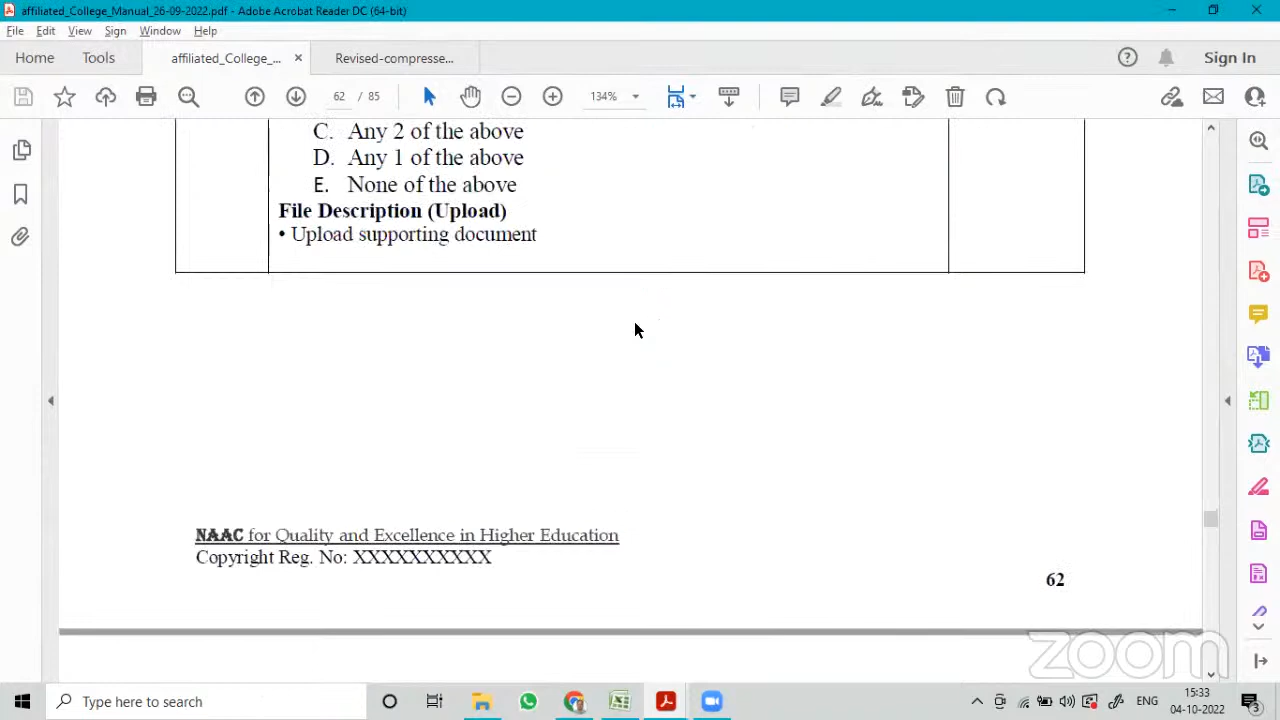 affiliated_College_Manual_26-09-2022.pdf - Adobe Acrobat Reader DC (64-bit)
File Edit View Sign Window Help
Home Tools affiliated_College_... × Revised-compresse... Sign In
62 / 85 134%
C. Any 2 of the above
D. Any 1 of the above
E. None of the above
File Description (Upload)
• Upload supporting document
NAAC for Quality and Excellence in Higher Education
Copyright Reg. No: XXXXXXXXXX
62
zoom
Type here to search
ENG
15:33
04-10-2022
3